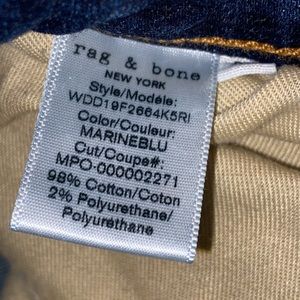 rag & bone
NEW YORK
Style/Modèle:
WDD19F2664K5RI
Color/Couleur:
MARINEBLU
Cut/Coupe#:
MPO-000002271
98% Cotton/Coton
2% Polyurethane/
Polyurethane